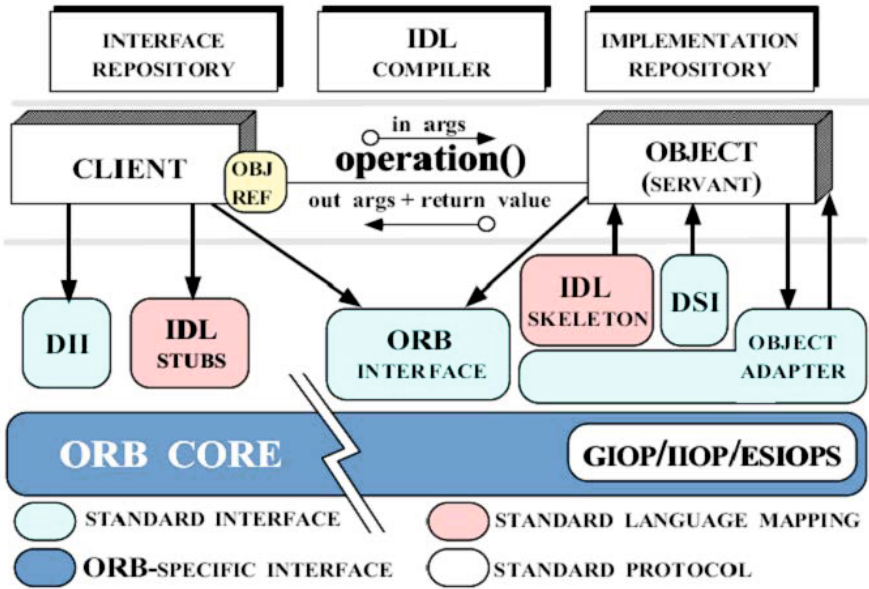 INTERFACE
REPOSITORY
IDL
COMPILER
IMPLEMENTATION
REPOSITORY
CLIENT
OBJ
REF
in args
operation()
out args + return value
OBJECT
(SERVANT)
DII
IDL
STUBS
ORB
INTERFACE
IDL
SKELETON
DSI
OBJECT
ADAPTER
ORB CORE
GIOP/IIOP/ESIOPS
STANDARD INTERFACE
STANDARD LANGUAGE MAPPING
ORB-SPECIFIC INTERFACE
STANDARD PROTOCOL